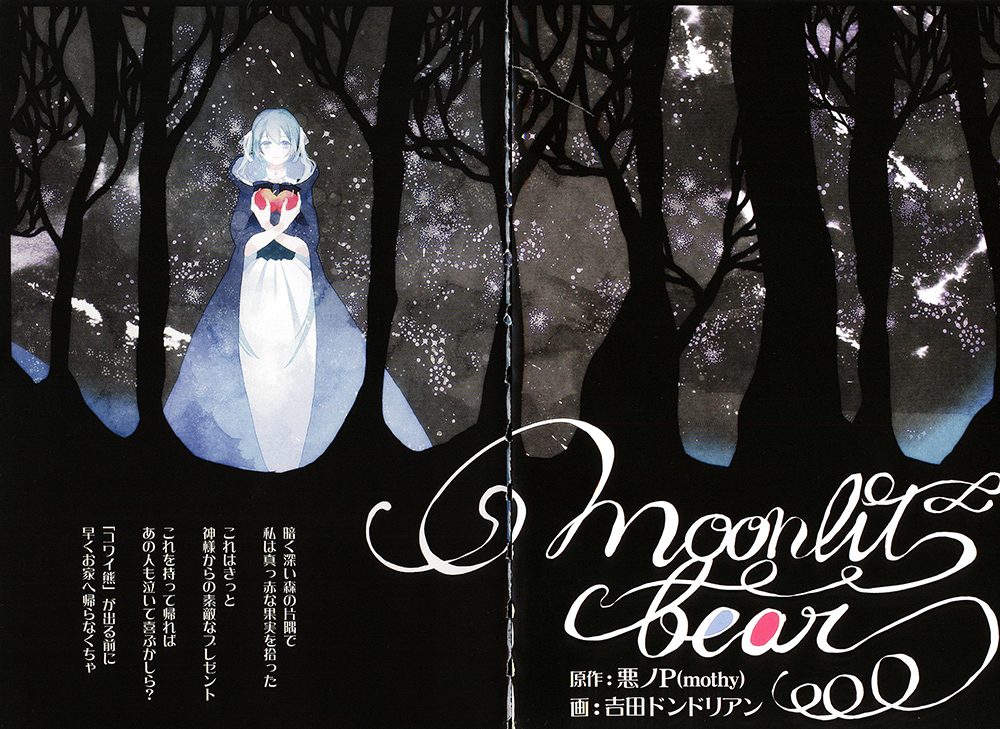 暗く深い森の片隅で
私は真っ赤な果実を拾った
これはきっと
神様からの素敵なプレゼント
これを持って帰れば
あの人も泣いて喜ぶかしら？
「コワイ熊」が出る前に
早くお家へ帰らなくちゃ
moonlit
bear
原作：悪ノP(mothy)
画：吉田ドンドリアン